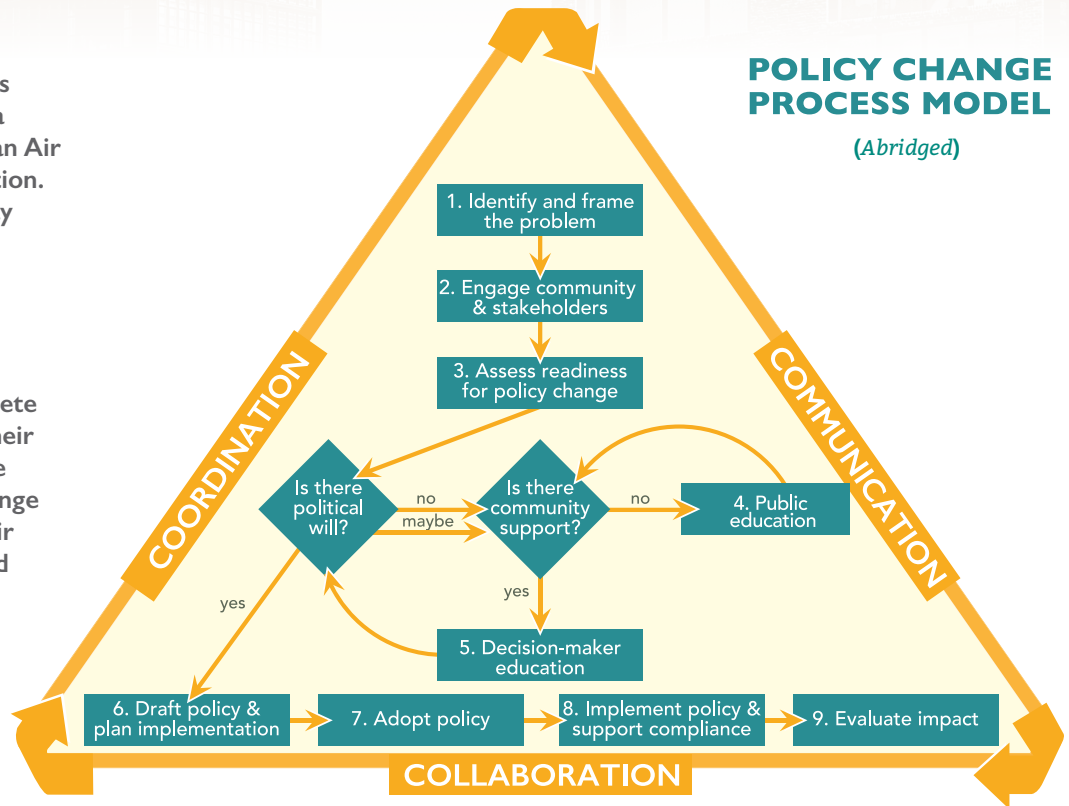 s
a
an Air
tion.
y
ete
heir
e
nge
ir
d
POLICY CHANGE
PROCESS MODEL
(Abridged)
1. Identify and frame
the problem
2. Engage community
& stakeholders
3. Assess readiness
for policy change
Is there
political
will?
no
maybe
Is there
community
support?
no
4. Public
education
yes
yes
5. Decision-maker
education
6. Draft policy &
plan implementation
7. Adopt policy
8. Implement policy &
support compliance
9. Evaluate impact
COORDINATION
COMMUNICATION
COLLABORATION